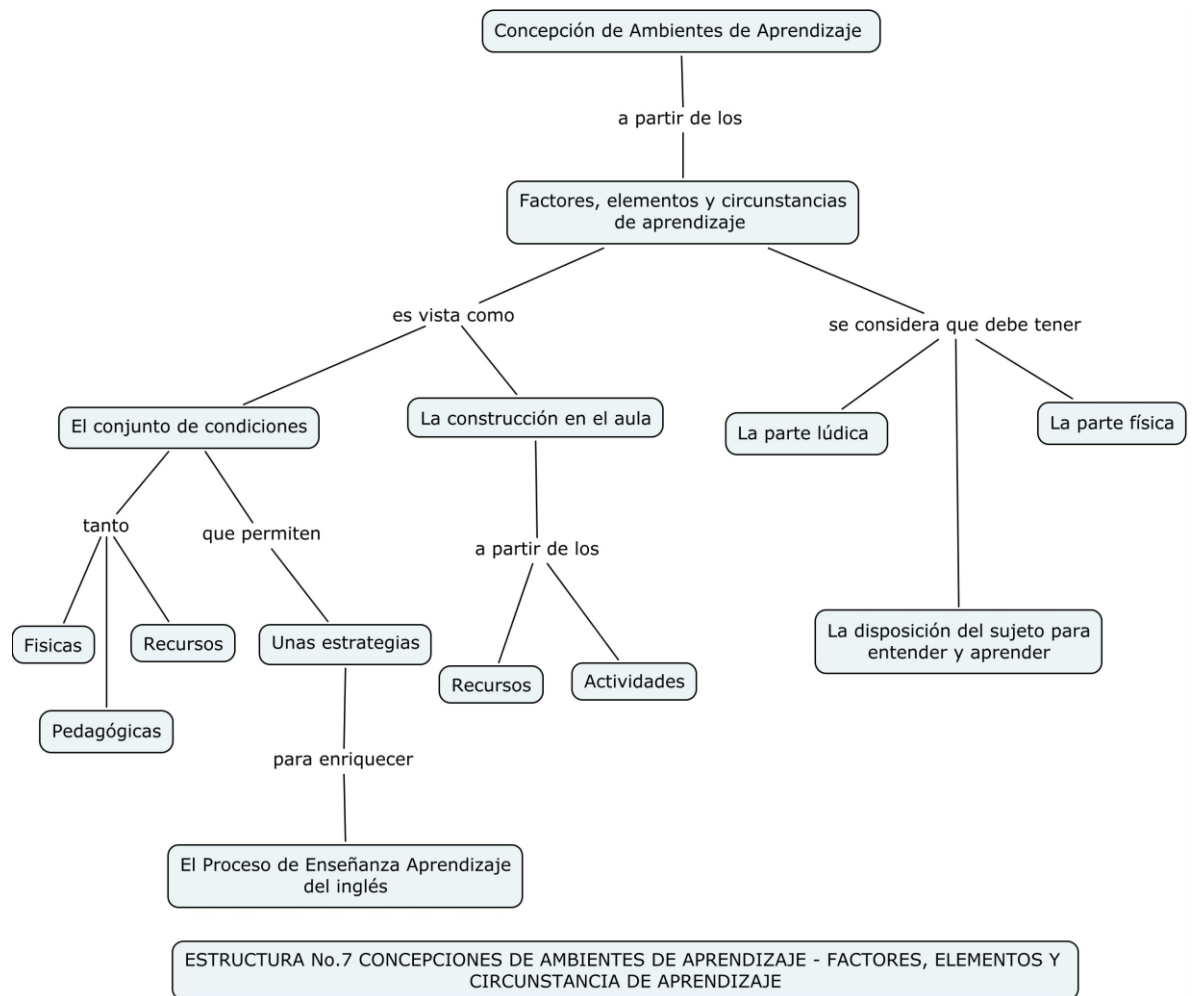 Concepción de Ambientes de Aprendizaje
a partir de los
Factores, elementos y circunstancias
de aprendizaje
es vista como
se considera que debe tener
El conjunto de condiciones
La construcción en el aula
La parte lúdica
La parte física
tanto
que permiten
a partir de los
Fisicas
Recursos
Unas estrategias
La disposición del sujeto para
entender y aprender
Recursos
Actividades
Pedagógicas
para enriquecer
El Proceso de Enseñanza Aprendizaje
del inglés
ESTRUCTURA No.7 CONCEPCIONES DE AMBIENTES DE APRENDIZAJE - FACTORES, ELEMENTOS Y
CIRCUNSTANCIA DE APRENDIZAJE